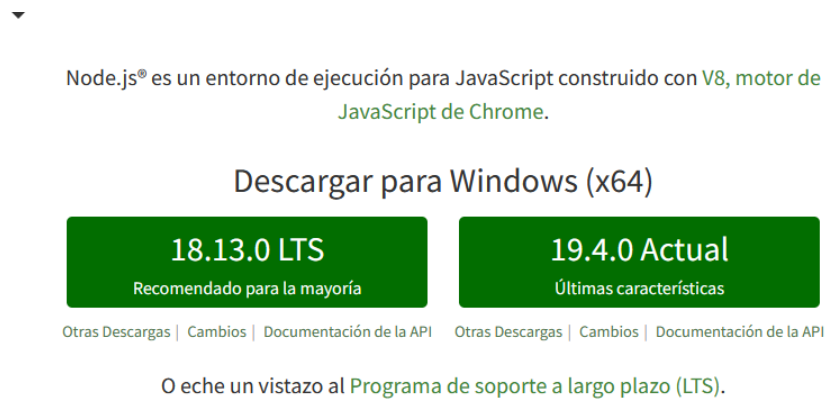 Node.js® es un entorno de ejecución para JavaScript construido con V8, motor de
JavaScript de Chrome.
Descargar para Windows (x64)
18.13.0 LTS
Recomendado para la mayoría
19.4.0 Actual
Últimas características
Otras Descargas | Cambios | Documentación de la API
Otras Descargas | Cambios | Documentación de la API
O eche un vistazo al Programa de soporte a largo plazo (LTS).